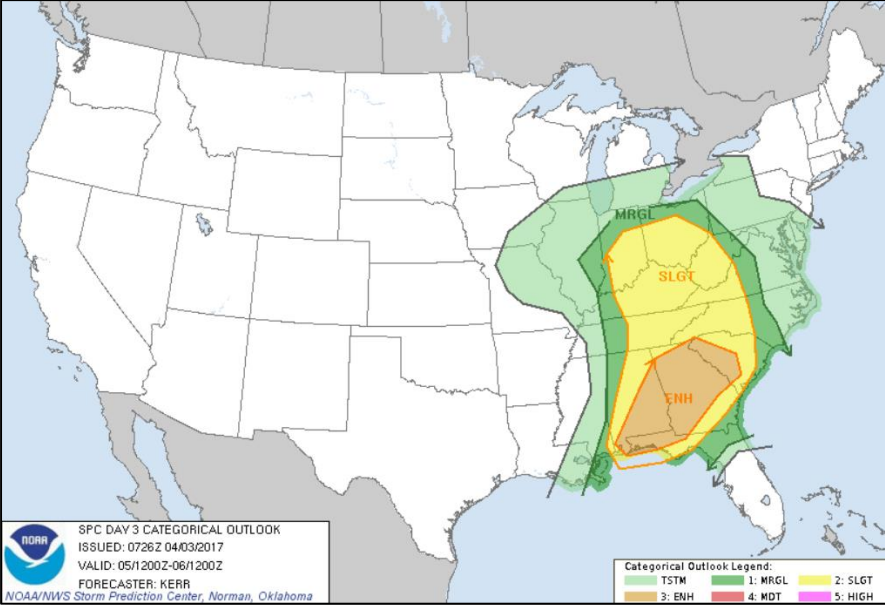 MRGL
SLGT
ENH
NOAA
SPC DAY 3 CATEGORICAL OUTLOOK
ISSUED: 0726Z 04/03/2017
VALID: 05/1200Z-06/1200Z
FORECASTER: KERR
NOAA/NWS Storm Prediction Center, Norman, Oklahoma
Categorical Outlook Legend:
TSTM 1: MRGL 2: SLGT
3: ENH 4: MDT 5: HIGH